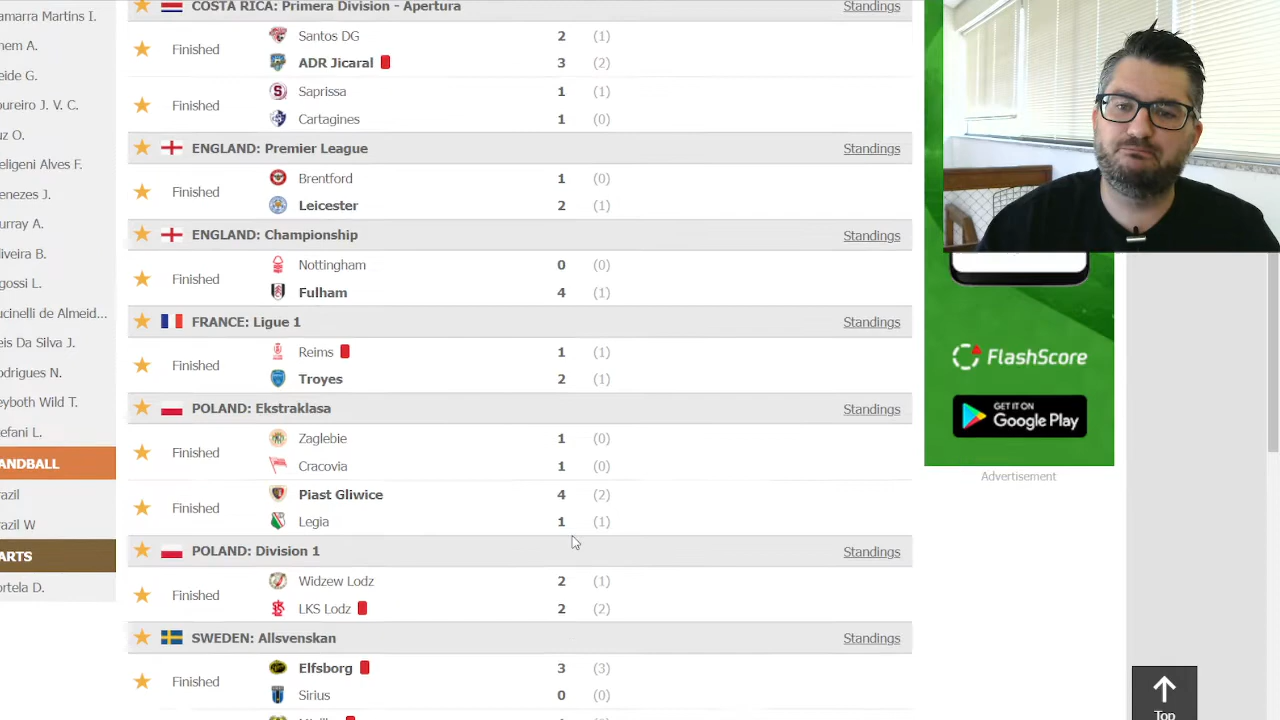 amarra Martins I.
hem A.
eide G.
oureiro J. V. C.
uz O.
eligeni Alves F.
enezes J.
urray A.
liveira B.
gossi L.
ucinelli de Almeid...
eis Da Silva J.
odrigues N.
eyboth Wild T.
tefani L.
ANDBALL
razil
razil W
ARTS
ortela D.
COSTA RICA: Primera Division - Apertura Standings
Finished
Santos DG 2 (1)
ADR Jicaral 3 (2)
Finished
Saprissa 1 (1)
Cartagines 1 (0)
ENGLAND: Premier League Standings
Finished
Brentford 1 (0)
Leicester 2 (1)
ENGLAND: Championship Standings
Finished
Nottingham 0 (0)
Fulham 4 (1)
FRANCE: Ligue 1 Standings
Finished
Reims 1 (1)
Troyes 2 (1)
POLAND: Ekstraklasa Standings
Finished
Zaglebie 1 (0)
Cracovia 1 (0)
Finished
Piast Gliwice 4 (2)
Legia 1 (1)
POLAND: Division 1 Standings
Finished
Widzew Lodz 2 (1)
LKS Lodz 2 (2)
SWEDEN: Allsvenskan Standings
Finished
Elfsborg 3 (3)
Sirius 0 (0)
FlashScore
GET IT ON
Google Play
Advertisement
Top